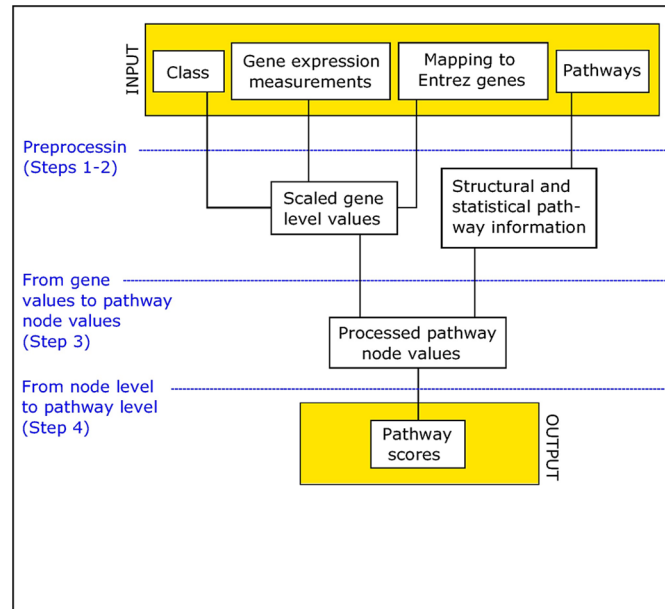 INPUT
Class
Gene expression
measurements
Mapping to
Entrez genes
Pathways
Preprocessin
(Steps 1-2)
Scaled gene
level values
Structural and
statistical path-
way information
From gene
values to pathway
node values
(Step 3)
Processed pathway
node values
From node level
to pathway level
(Step 4)
Pathway
scores
OUTPUT